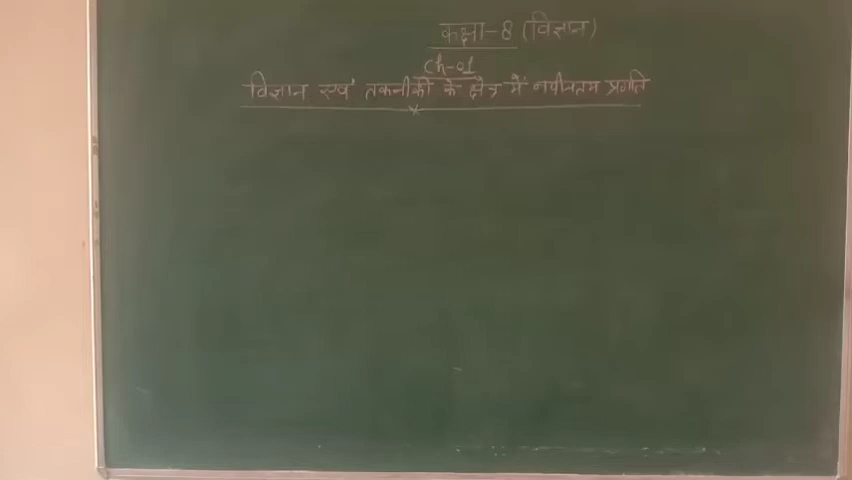 कक्षा-8 (विज्ञान)
Ch-01
विज्ञान एवं तकनीकी के क्षेत्र में नवीनतम प्रगति